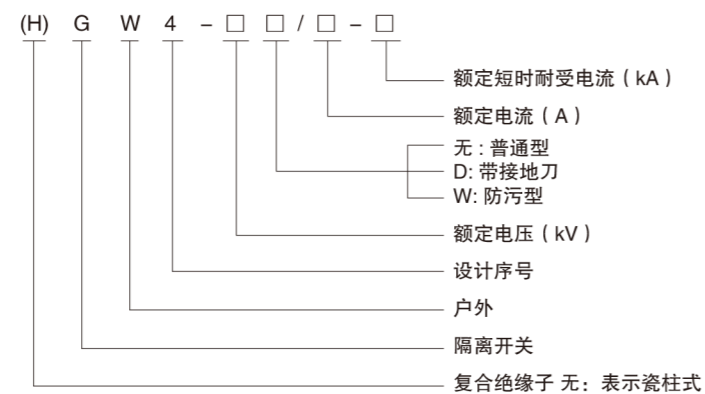 (H) G W 4 - □ □ / □ - □
额定短时耐受电流（kA）
额定电流（A）
无：普通型
D: 带接地刀
W: 防污型
额定电压（kV）
设计序号
户外
隔离开关
复合绝缘子 无：表示瓷柱式